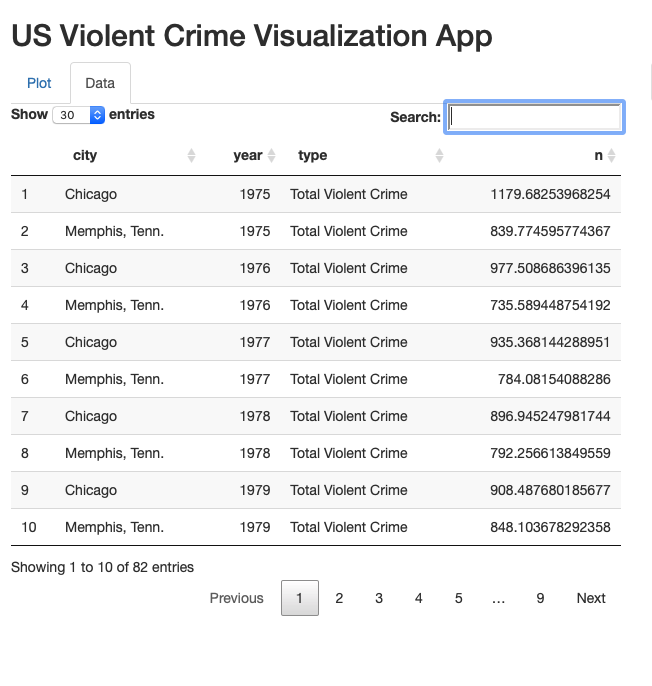 US Violent Crime Visualization App
Plot Data
Show 30 entries Search:
city year type n
1 Chicago 1975 Total Violent Crime 1179.68253968254
2 Memphis, Tenn. 1975 Total Violent Crime 839.774595774367
3 Chicago 1976 Total Violent Crime 977.508686396135
4 Memphis, Tenn. 1976 Total Violent Crime 735.589448754192
5 Chicago 1977 Total Violent Crime 935.368144288951
6 Memphis, Tenn. 1977 Total Violent Crime 784.08154088286
7 Chicago 1978 Total Violent Crime 896.945247981744
8 Memphis, Tenn. 1978 Total Violent Crime 792.256613849559
9 Chicago 1979 Total Violent Crime 908.487680185677
10 Memphis, Tenn. 1979 Total Violent Crime 848.103678292358
Showing 1 to 10 of 82 entries
Previous 1 2 3 4 5 … 9 Next